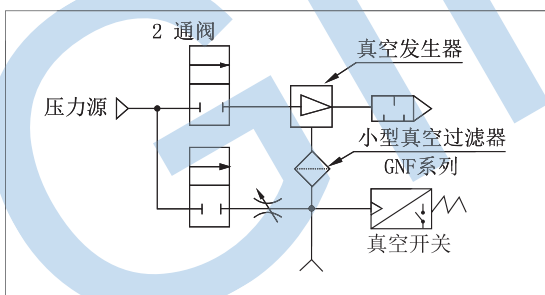 2 通阀
真空发生器
压力源
小型真空过滤器
GNF系列
真空开关